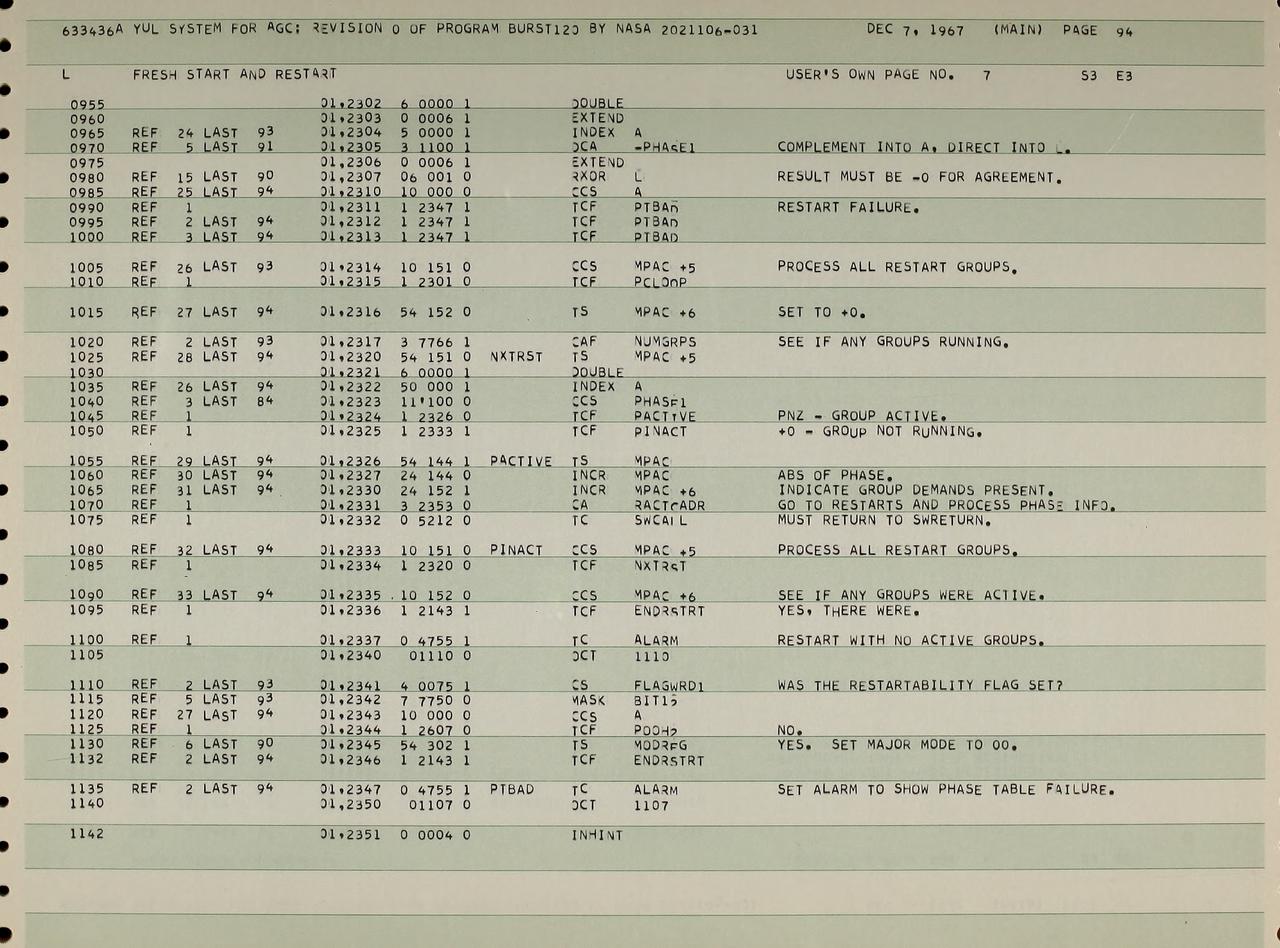 633436A YUL SYSTEM FOR AGC; REVISION 0 OF PROGRAM BURST120 BY NASA 2021106-031 DEC 7, 1967 (MAIN) PAGE 94
L FRESH START AND RESTART USER'S OWN PAGE NO. 7 S3 E3
0955 01,2302 6 0000 1 DOUBLE
0960 01,2303 0 0006 1 EXTEND
0965 REF 24 LAST 93 01,2304 5 0000 1 INDEX A
0970 REF 5 LAST 91 01,2305 3 1100 1 DCA -PHASE1 COMPLEMENT INTO A, DIRECT INTO L.
0975 01,2306 0 0006 1 EXTEND
0980 REF 15 LAST 90 01,2307 06 001 0 RXOR L RESULT MUST BE -0 FOR AGREEMENT.
0985 REF 25 LAST 94 01,2310 10 000 0 CCS A
0990 REF 1 01,2311 1 2347 1 TCF PTBAD RESTART FAILURE.
0995 REF 2 LAST 94 01,2312 1 2347 1 TCF PTBAD
1000 REF 3 LAST 94 01,2313 1 2347 1 TCF PTBAD
1005 REF 26 LAST 93 01,2314 10 151 0 CCS MPAC +5 PROCESS ALL RESTART GROUPS.
1010 REF 1 01,2315 1 2301 0 TCF PCLOOP
1015 REF 27 LAST 94 01,2316 54 152 0 TS MPAC +6 SET TO +0.
1020 REF 2 LAST 93 01,2317 3 7766 1 CAF NUMGRPS SEE IF ANY GROUPS RUNNING.
1025 REF 28 LAST 94 01,2320 54 151 0 NXTRST TS MPAC +5
1030 01,2321 6 0000 1 DOUBLE
1035 REF 26 LAST 94 01,2322 50 000 1 INDEX A
1040 REF 3 LAST 84 01,2323 11'100 0 CCS PHASE1
1045 REF 1 01,2324 1 2326 0 TCF PACTIVE PNZ - GROUP ACTIVE.
1050 REF 1 01,2325 1 2333 1 TCF PINACT +0 - GROUP NOT RUNNING.
1055 REF 29 LAST 94 01,2326 54 144 1 PACTIVE TS MPAC
1060 REF 30 LAST 94 01,2327 24 144 0 INCR MPAC ABS OF PHASE.
1065 REF 31 LAST 94 01,2330 24 152 1 INCR MPAC +6 INDICATE GROUP DEMANDS PRESENT.
1070 REF 1 01,2331 3 2353 0 CA RACTCADR GO TO RESTARTS AND PROCESS PHASE INFO.
1075 REF 1 01,2332 0 5212 0 TC SWCALL MUST RETURN TO SWRETURN.
1080 REF 32 LAST 94 01,2333 10 151 0 PINACT CCS MPAC +5 PROCESS ALL RESTART GROUPS.
1085 REF 1 01,2334 1 2320 0 TCF NXTRST
1090 REF 33 LAST 94 01,2335 10 152 0 CCS MPAC +6 SEE IF ANY GROUPS WERE ACTIVE.
1095 REF 1 01,2336 1 2143 1 TCF ENDRSTRT YES, THERE WERE.
1100 REF 1 01,2337 0 4755 1 TC ALARM RESTART WITH NO ACTIVE GROUPS.
1105 01,2340 01110 0 OCT 1110
1110 REF 2 LAST 93 01,2341 4 0075 1 CS FLAGWRD1 WAS THE RESTARTABILITY FLAG SET?
1115 REF 5 LAST 93 01,2342 7 7750 0 MASK BIT15
1120 REF 27 LAST 94 01,2343 10 000 0 CCS A
1125 REF 1 01,2344 1 2607 0 TCF POOH2 NO.
1130 REF 6 LAST 90 01,2345 54 302 1 TS MODREG YES. SET MAJOR MODE TO 00.
1132 REF 2 LAST 94 01,2346 1 2143 1 TCF ENDRSTRT
1135 REF 2 LAST 94 01,2347 0 4755 1 PTBAD TC ALARM SET ALARM TO SHOW PHASE TABLE FAILURE.
1140 01,2350 01107 0 OCT 1107
1142 01,2351 0 0004 0 INHINT